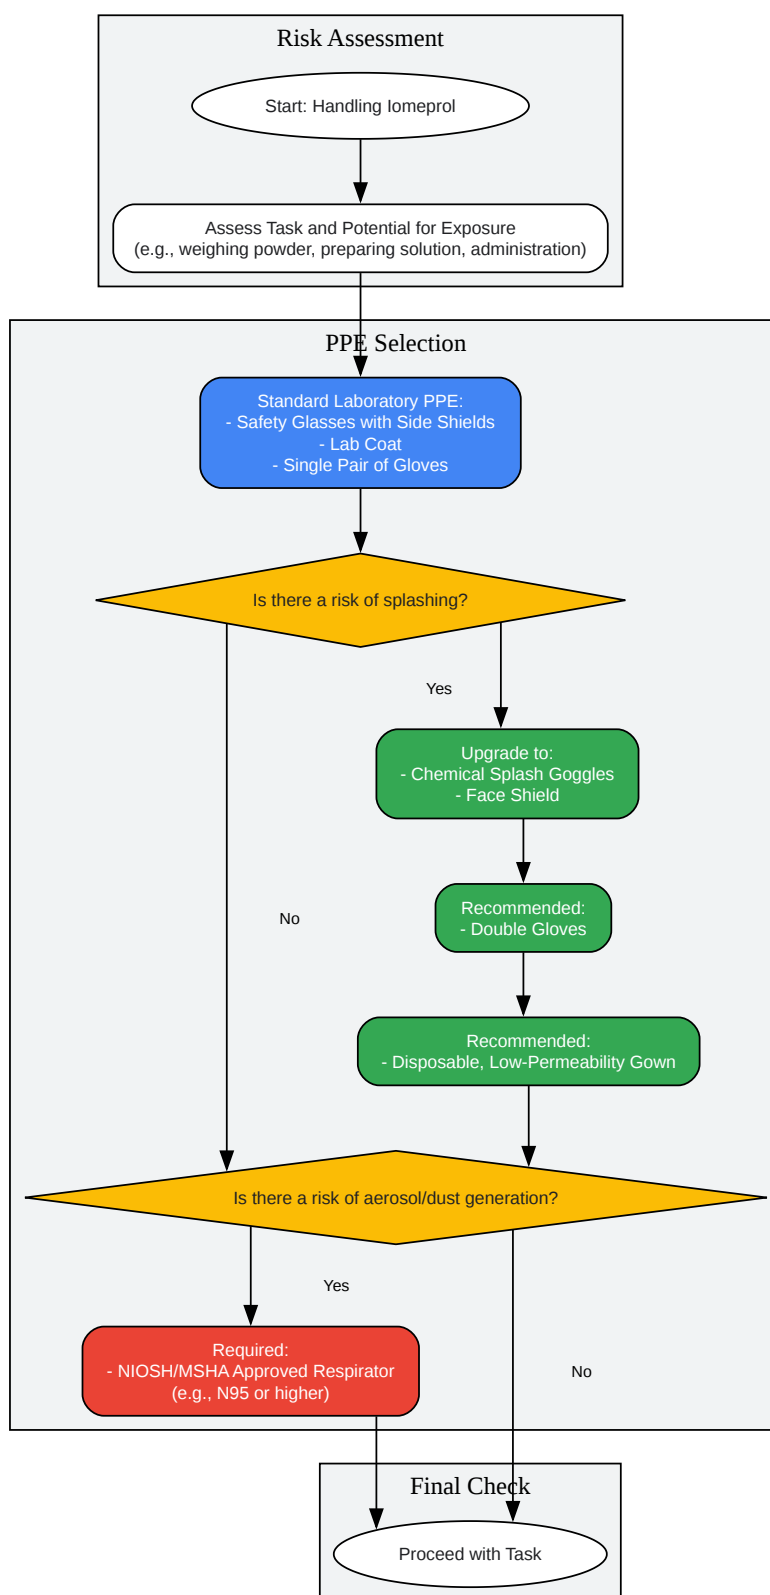 Risk Assessment
Start: Handling Iomeprol
Assess Task and Potential for Exposure
(e.g., weighing powder, preparing solution, administration)
PPE Selection
Standard Laboratory PPE:
- Safety Glasses with Side Shields
- Lab Coat
- Single Pair of Gloves
Is there a risk of splashing?
Yes
Upgrade to:
- Chemical Splash Goggles
- Face Shield
No
Recommended:
- Double Gloves
Recommended:
- Disposable, Low-Permeability Gown
Is there a risk of aerosol/dust generation?
Yes
Required:
- NIOSH/MSHA Approved Respirator
(e.g., N95 or higher)
No
Final Check
Proceed with Task